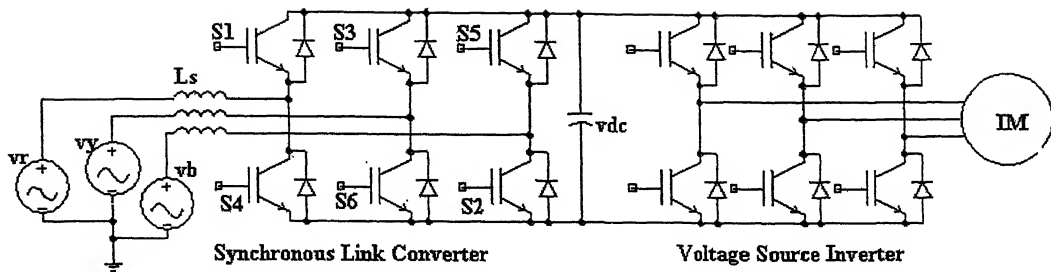 S1
S3
S5
Ls
vr
vy
vb
vdc
IM
S4
S6
S2
Synchronous Link Converter
Voltage Source Inverter